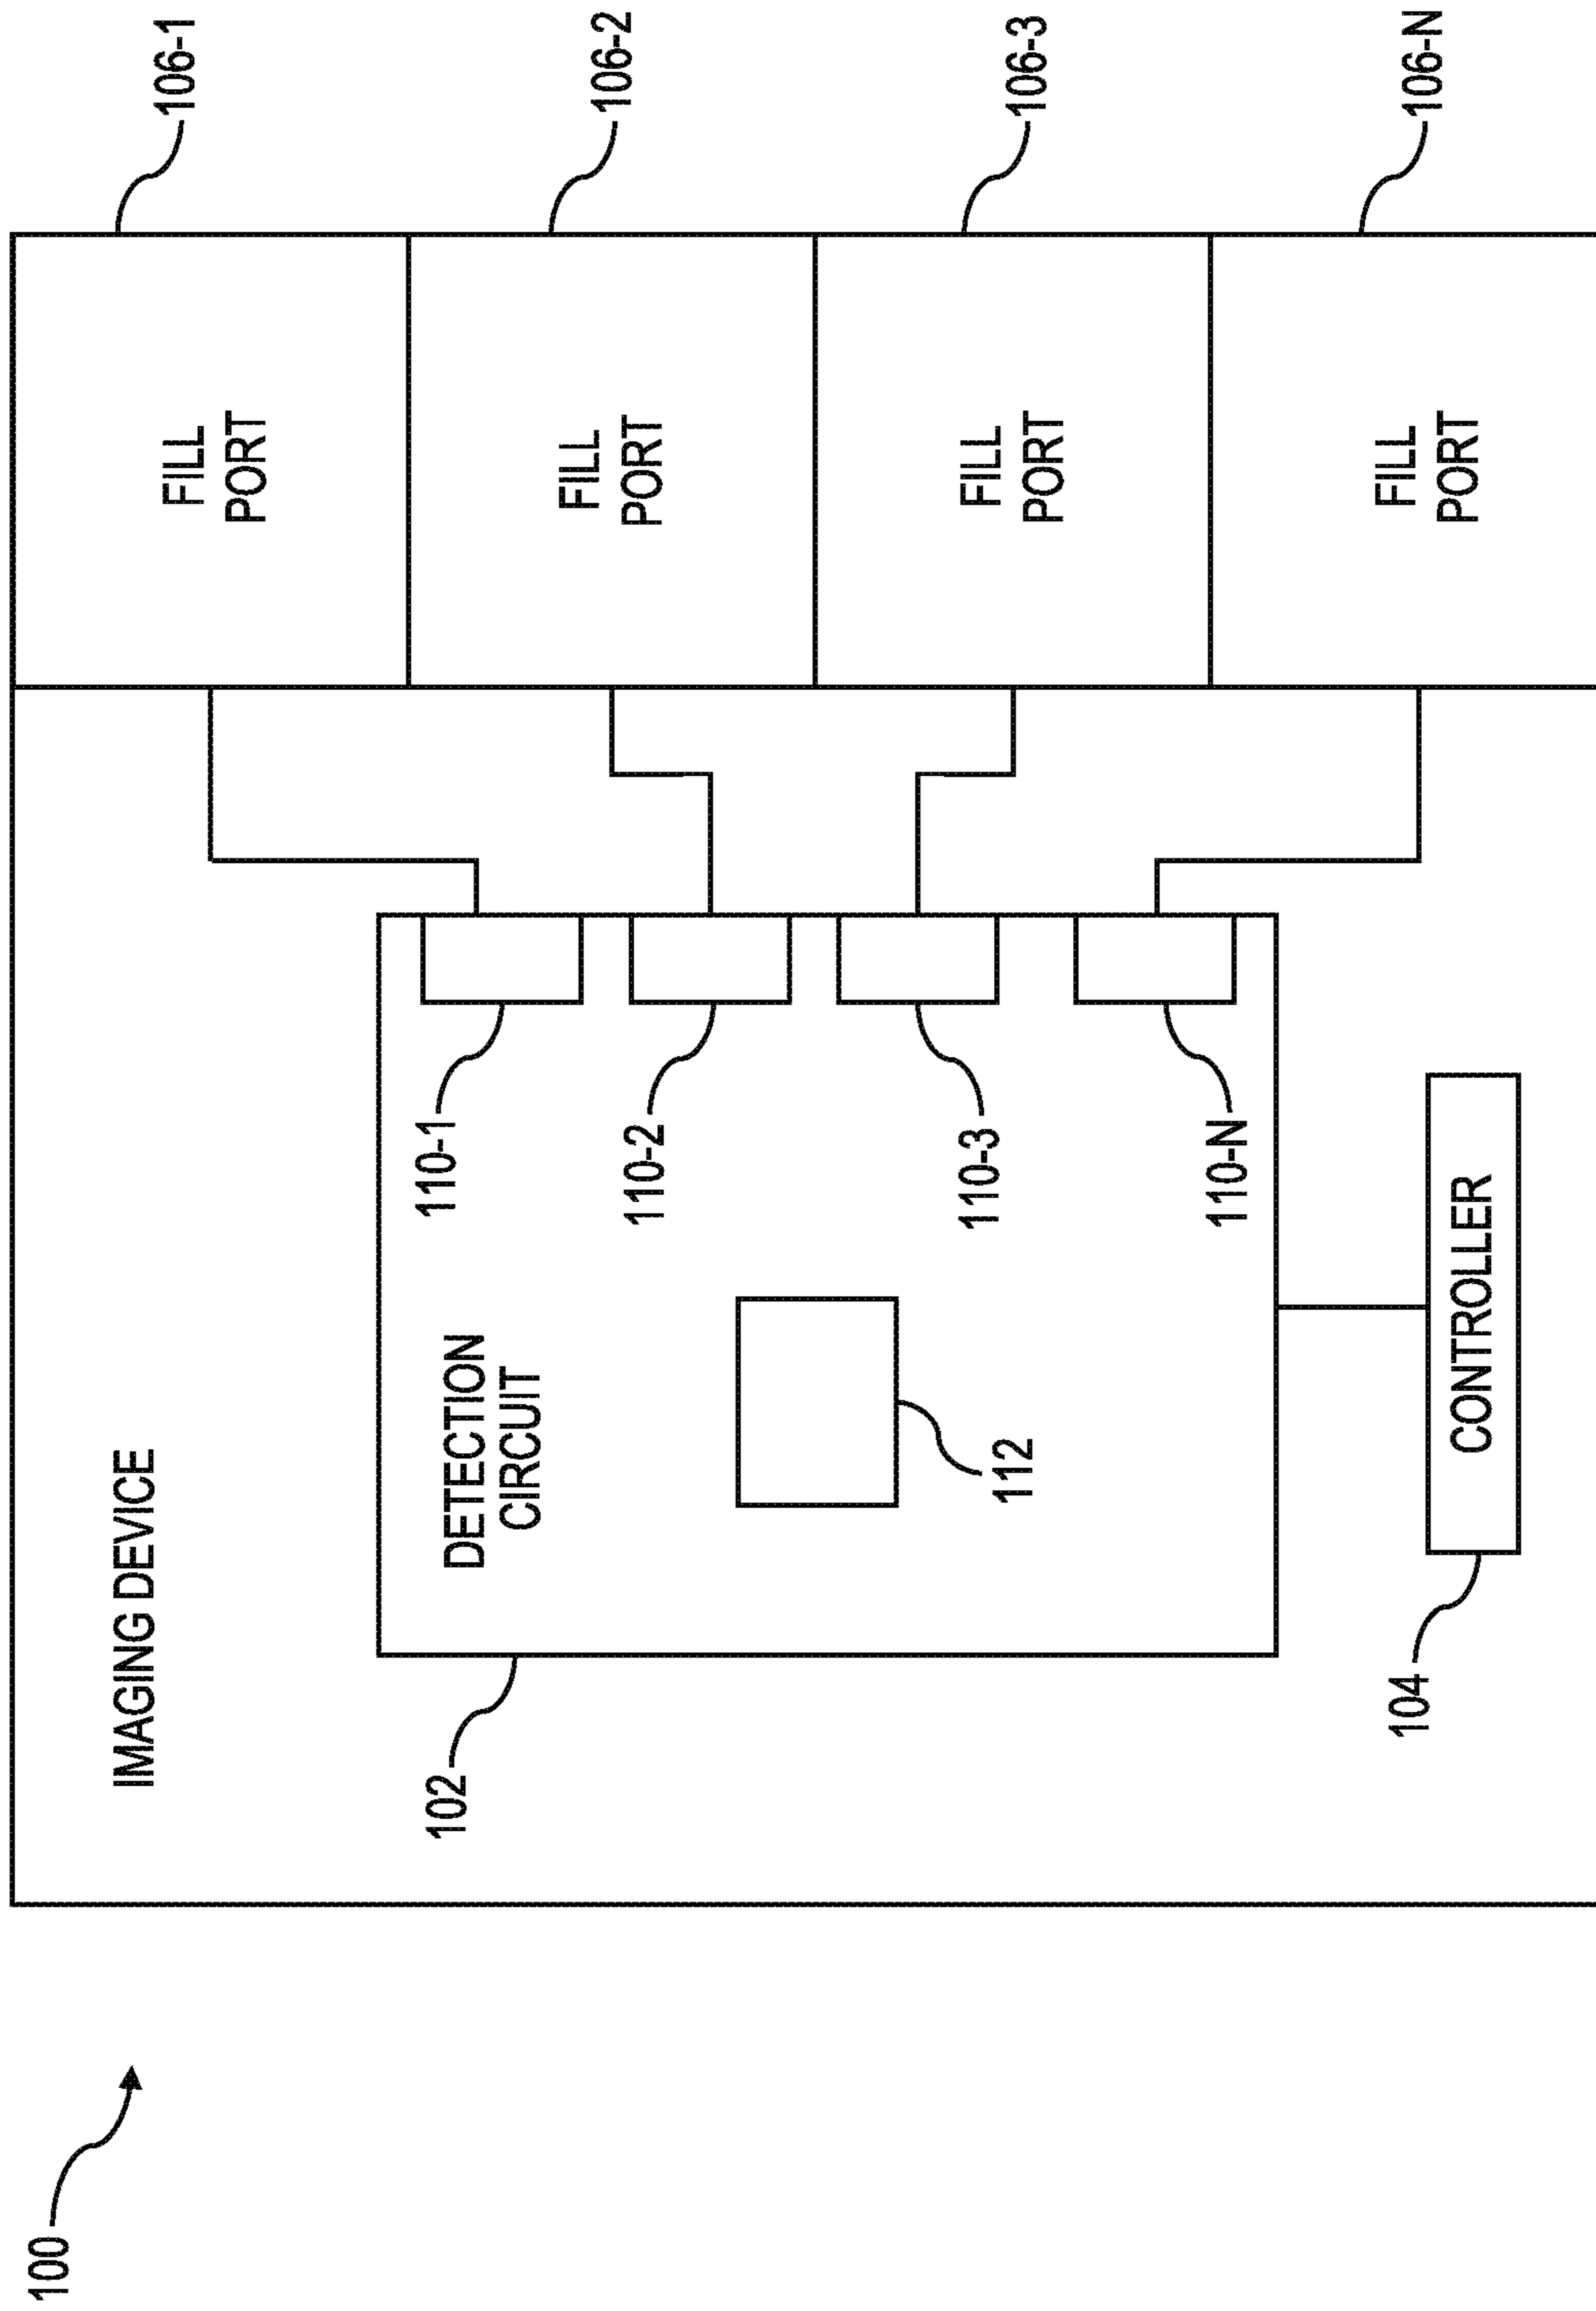 100
IMAGING DEVICE
102
DETECTION
CIRCUIT
112
110-1
110-2
110-3
110-N
104
CONTROLLER
FILL
PORT
106-1
FILL
PORT
106-2
FILL
PORT
106-3
FILL
PORT
106-N